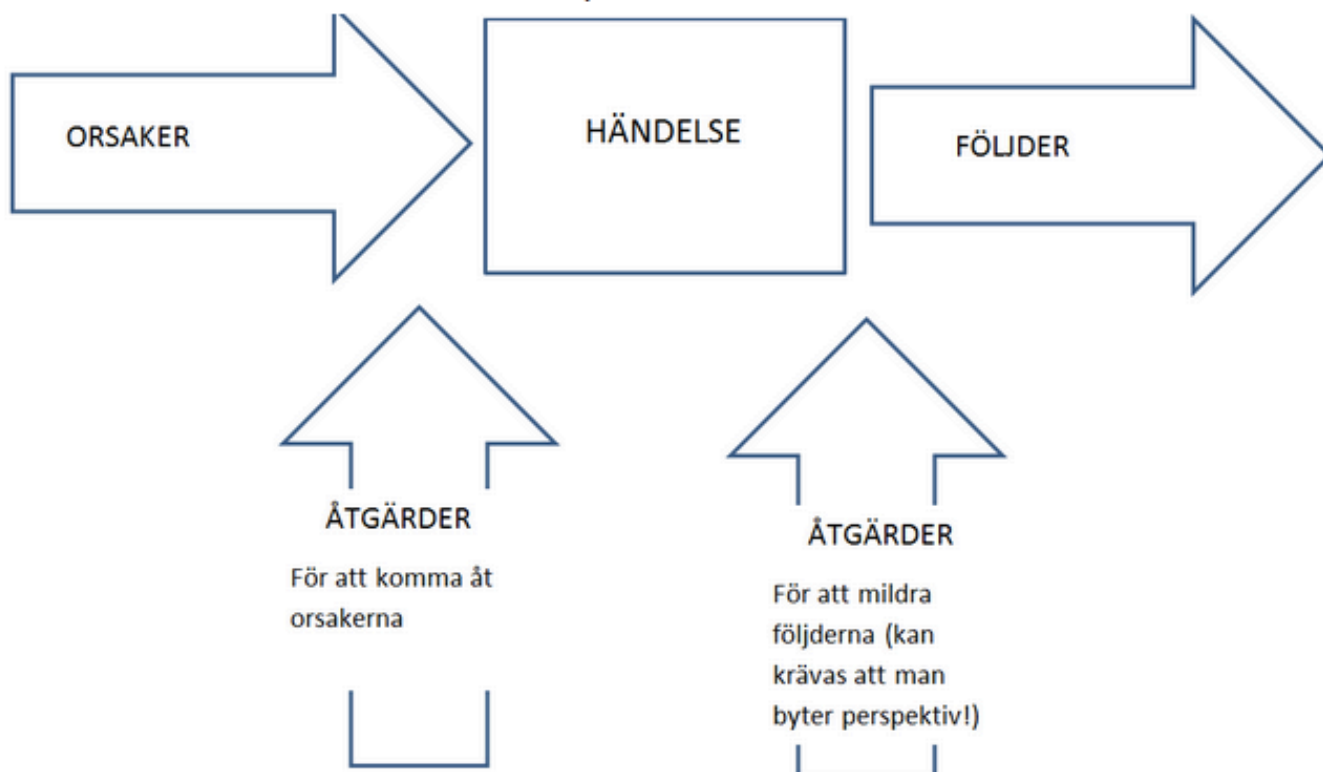 ORSAKER
HÄNDELSE
FÖLJDER
ÅTGÄRDER
För att komma åt
orsakerna
ÅTGÄRDER
För att mildra
följderna (kan
krävas att man
byter perspektiv!)